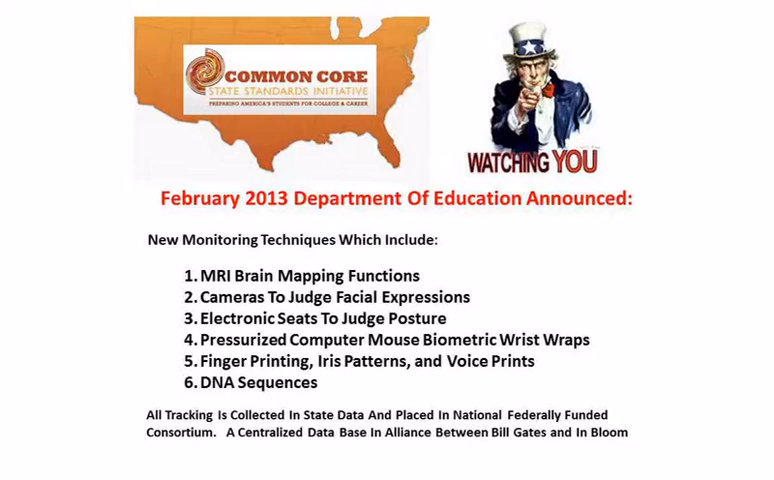 COMMON CORE
STATE STANDARDS INITIATIVE
PREPARING AMERICA'S STUDENTS FOR COLLEGE & CAREER
WATCHING YOU
February 2013 Department Of Education Announced:
New Monitoring Techniques Which Include:
1. MRI Brain Mapping Functions
2. Cameras To Judge Facial Expressions
3. Electronic Seats To Judge Posture
4. Pressurized Computer Mouse Biometric Wrist Wraps
5. Finger Printing, Iris Patterns, and Voice Prints
6. DNA Sequences
All Tracking Is Collected In State Data And Placed In National Federally Funded
Consortium. A Centralized Data Base In Alliance Between Bill Gates and In Bloom